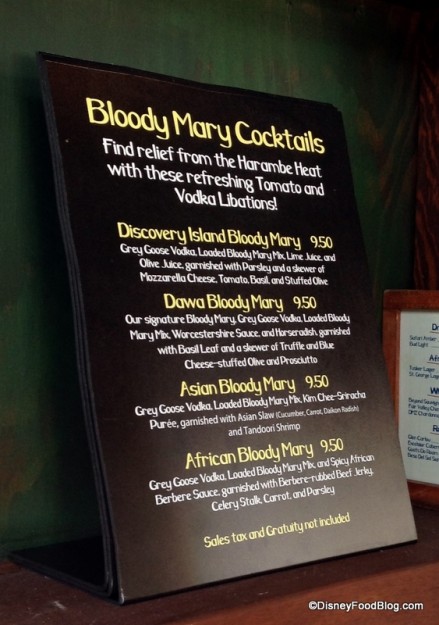 Bloody Mary Cocktails
Find relief from the Harambe Heat
with these refreshing Tomato and
Vodka Libations!
Discovery Island Bloody Mary 9.50
Grey Goose Vodka, Loaded Bloody Mary Mix, Lime Juice, and
Olive Juice, garnished with Parsley and a skewer of
Mozzarella Cheese, Tomato, Basil, and Stuffed Olive
Dawa Bloody Mary 9.50
Our signature Bloody Mary, Grey Goose Vodka, Loaded Bloody
Mary Mix, Worcestershire Sauce, and Horseradish, garnished
with Basil Leaf and a skewer of Truffle and Blue
Cheese-stuffed Olive and Prosciutto
Asian Bloody Mary 9.50
Grey Goose Vodka, Loaded Bloody Mary Mix, Kim Chee-Sriracha
Purée, garnished with Asian Slaw (Cucumber, Carrot, Daikon Radish)
and Tandoori Shrimp
African Bloody Mary 9.50
Grey Goose Vodka, Loaded Bloody Mary Mix, and Spicy African
Berbere Sauce, garnished with Berbere-rubbed Beef Jerky,
Celery Stalk, Carrot, and Parsley
Sales tax and Gratuity not included
Safari Amber
Bud Light
Tusker Lager
©DisneyFoodBlog.com